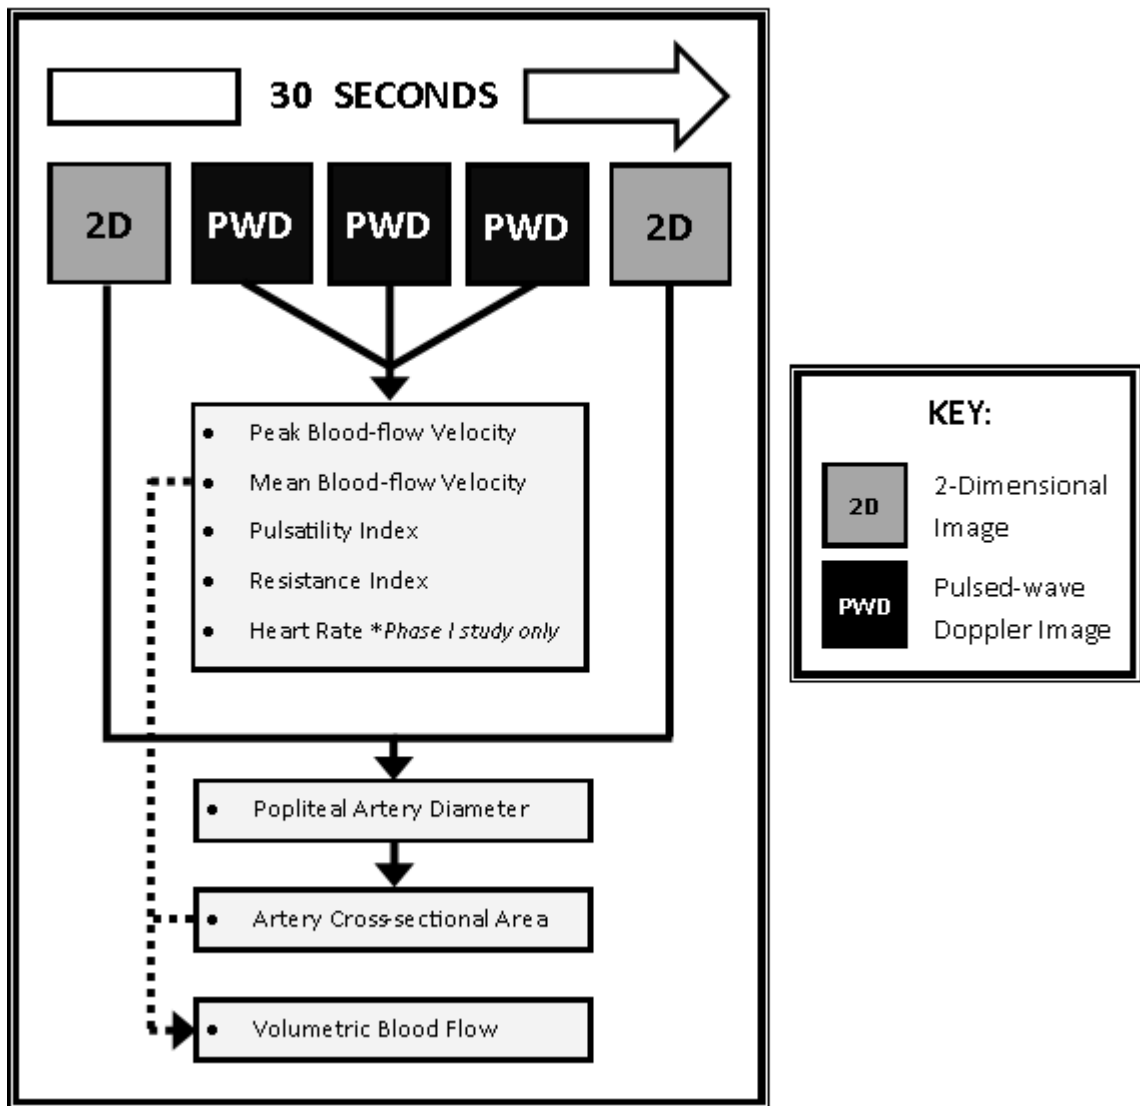 30 SECONDS
2D PWD PWD PWD 2D
• Peak Blood-flow Velocity
• Mean Blood-flow Velocity
• Pulsatility Index
• Resistance Index
• Heart Rate *Phase I study only
• Popliteal Artery Diameter
• Artery Cross-sectional Area
• Volumetric Blood Flow
KEY:
2D
2-Dimensional
Image
PWD
Pulsed-wave
Doppler Image